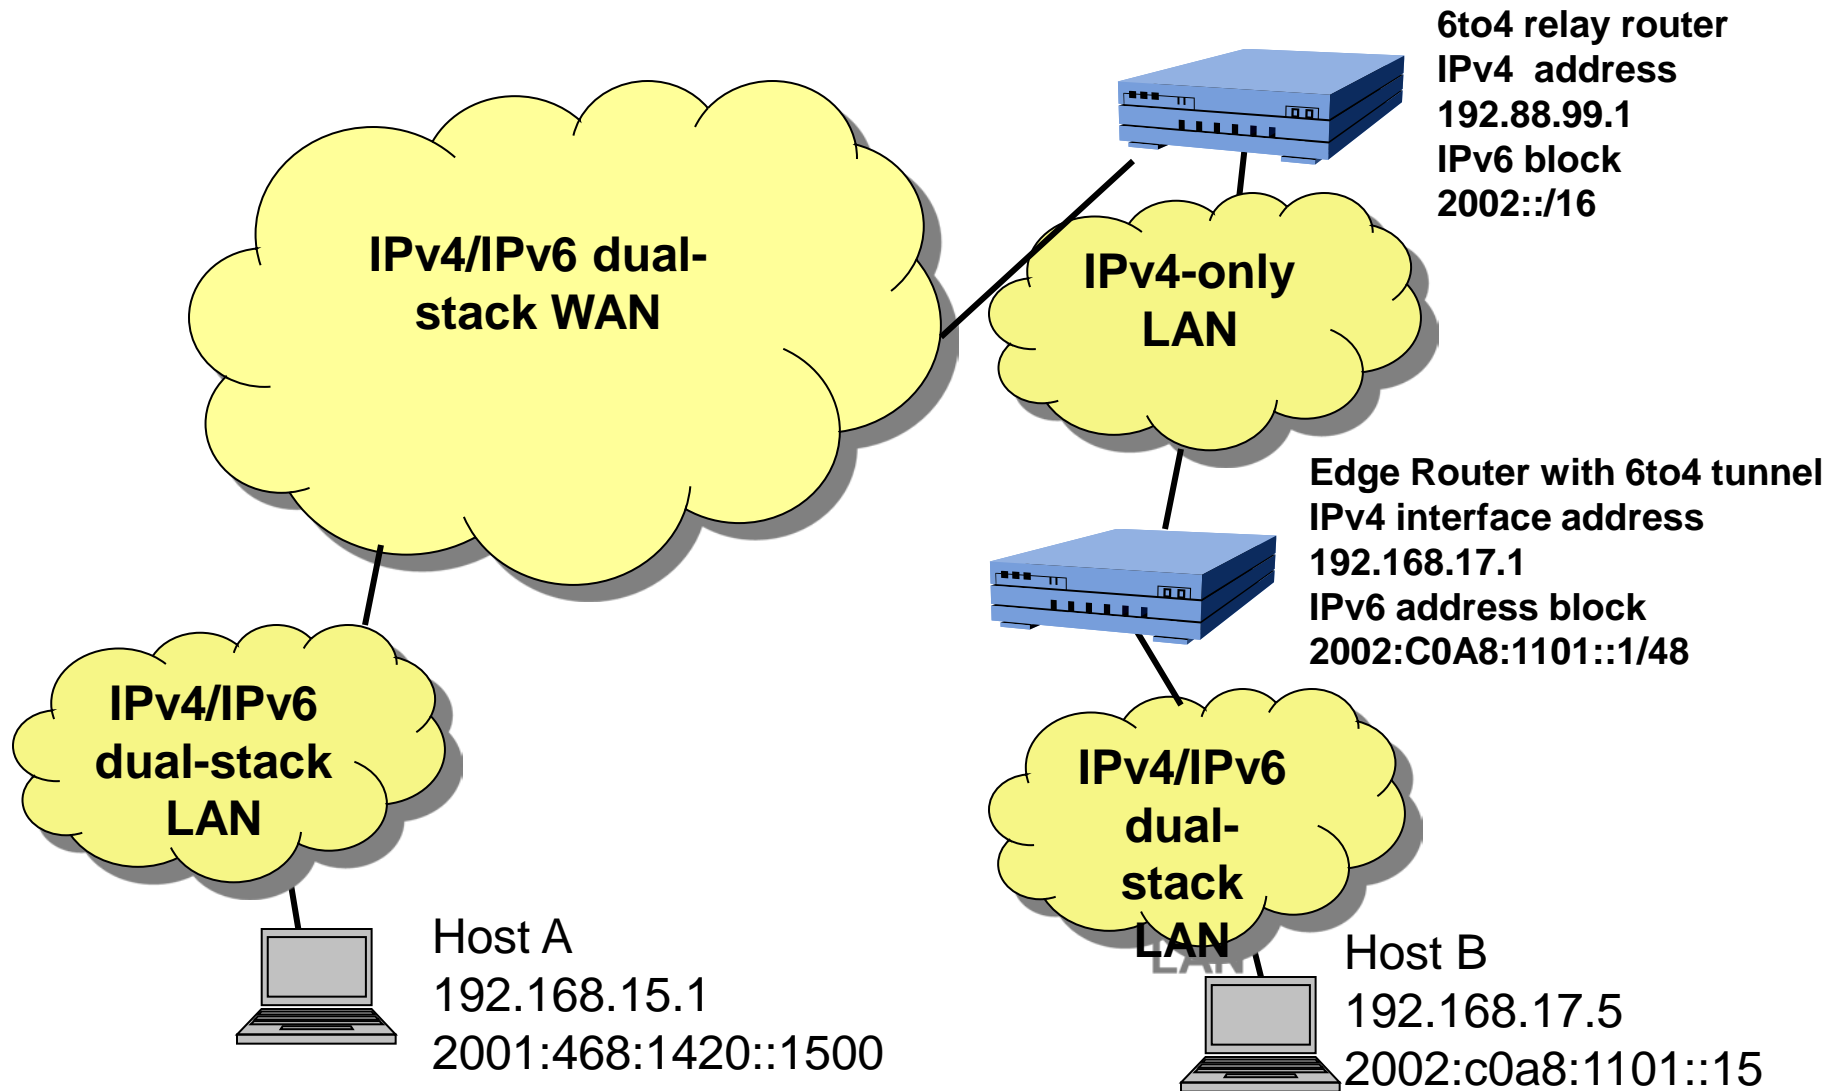 6to4 relay router
IPv4 address
192.88.99.1
IPv6 block
2002::/16
IPv4/IPv6 dual-
stack WAN
IPv4-only
LAN
Edge Router with 6to4 tunnel
IPv4 interface address
192.168.17.1
IPv6 address block
2002:C0A8:1101::1/48
IPv4/IPv6
dual-stack
LAN
IPv4/IPv6
dual-
stack
LAN
Host A
192.168.15.1
2001:468:1420::1500
Host B
192.168.17.5
2002:c0a8:1101::15